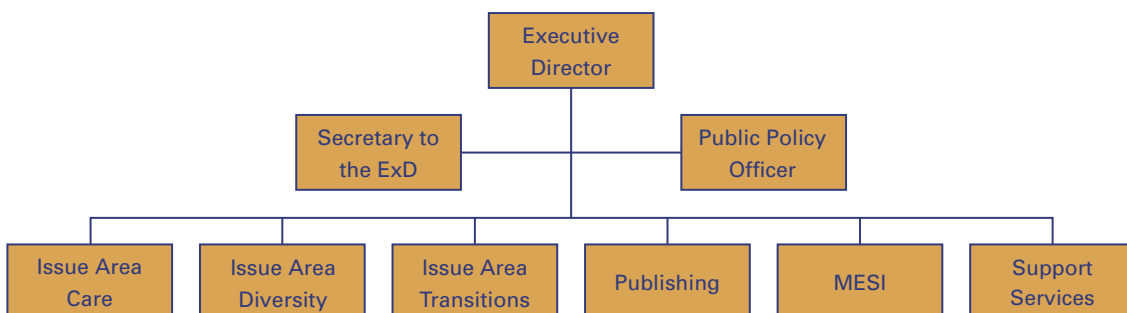 Executive
Director
Secretary to
the ExD
Public Policy
Officer
Issue Area
Care
Issue Area
Diversity
Issue Area
Transitions
Publishing
MESI
Support
Services